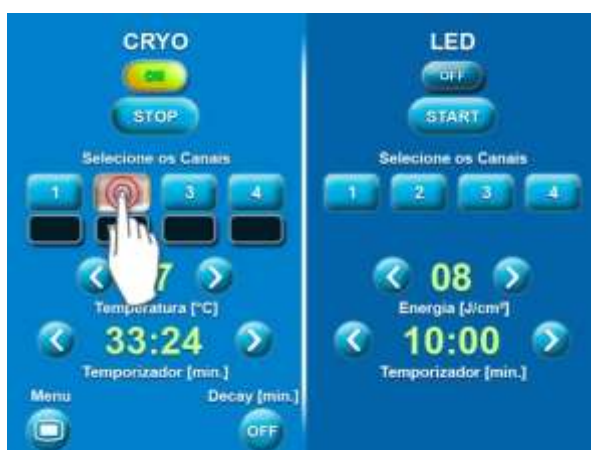 CRYO
ON
STOP
Selecione os Canais
1 3 4
7
Temperatura [°C]
33:24
Temporizador [min.]
Menu
Decay [min.]
OFF
LED
OFF
START
Selecione os Canais
1 2 3 4
08
Energia [J/cm²]
10:00
Temporizador [min.]